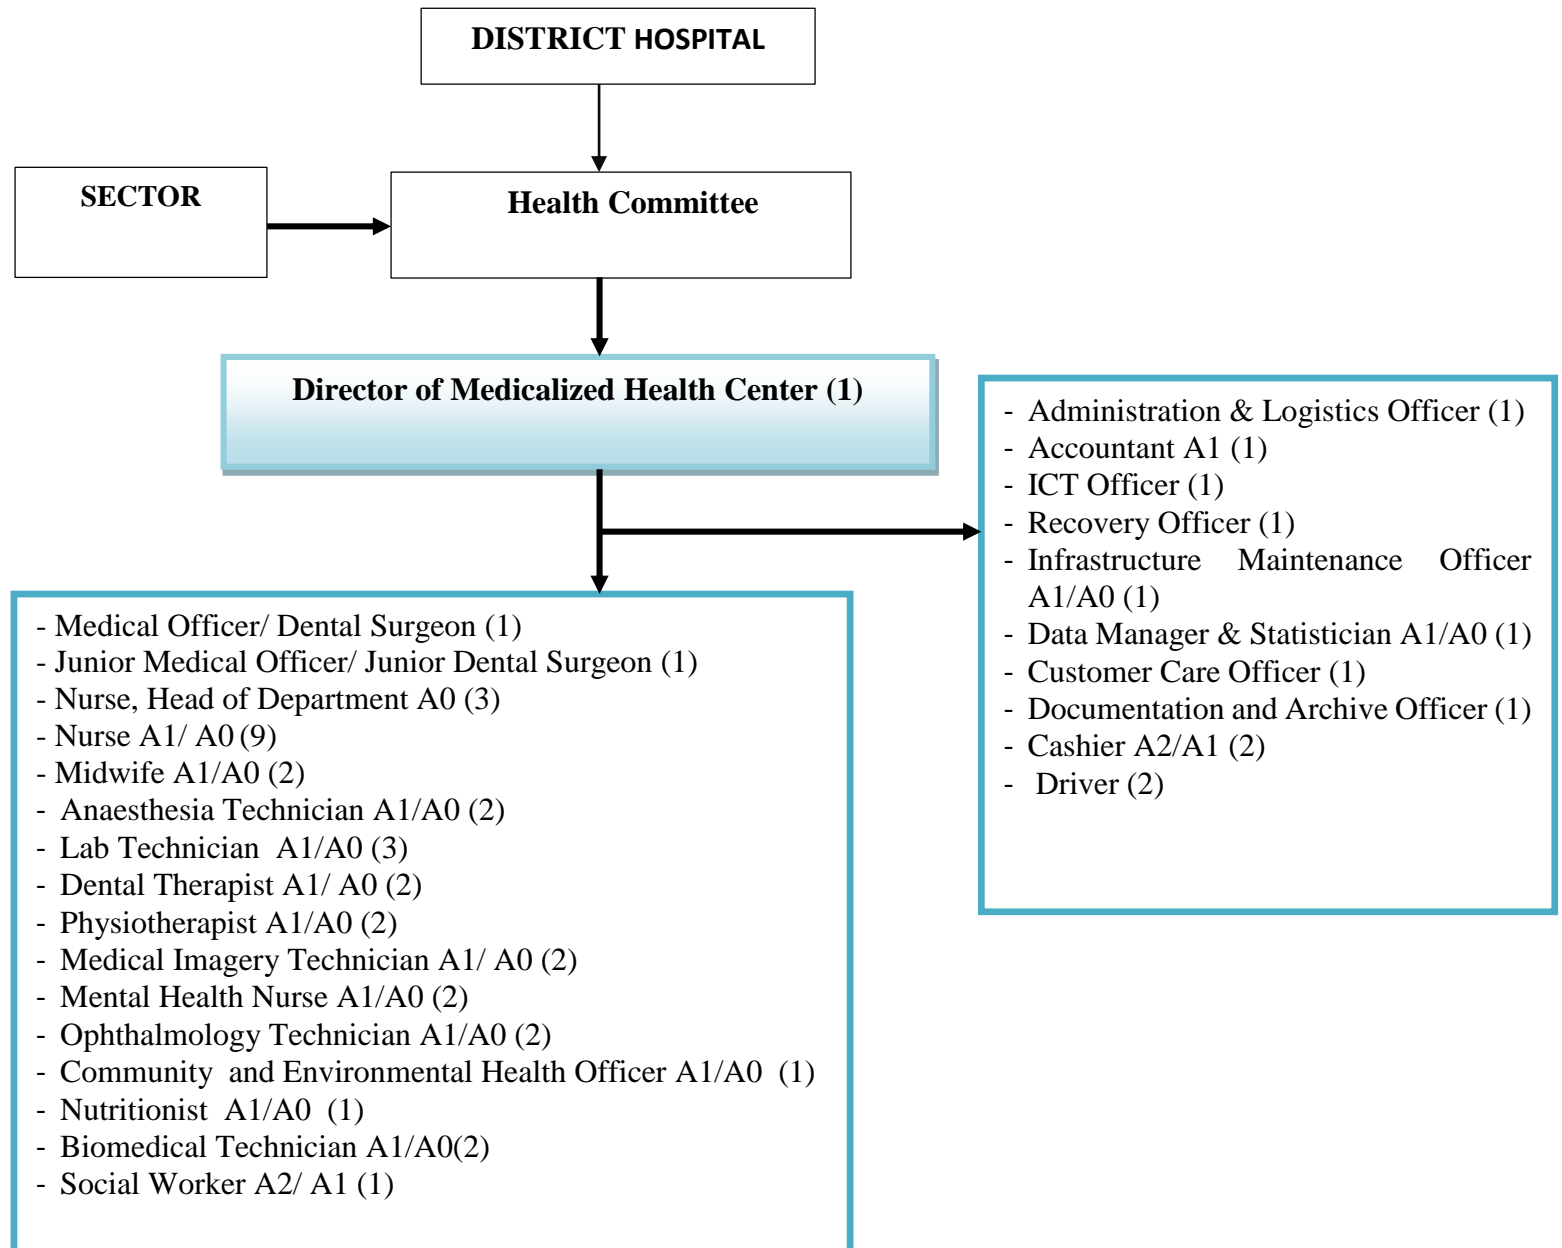 DISTRICT HOSPITAL
SECTOR
Health Committee
Director of Medicalized Health Center (1)
- Administration & Logistics Officer (1)
- Accountant A1 (1)
- ICT Officer (1)
- Recovery Officer (1)
- Infrastructure Maintenance Officer
A1/A0 (1)
- Data Manager & Statistician A1/A0 (1)
- Customer Care Officer (1)
- Documentation and Archive Officer (1)
- Cashier A2/A1 (2)
- Driver (2)
- Medical Officer/ Dental Surgeon (1)
- Junior Medical Officer/ Junior Dental Surgeon (1)
- Nurse, Head of Department A0 (3)
- Nurse A1/ A0 (9)
- Midwife A1/A0 (2)
- Anaesthesia Technician A1/A0 (2)
- Lab Technician A1/A0 (3)
- Dental Therapist A1/ A0 (2)
- Physiotherapist A1/A0 (2)
- Medical Imagery Technician A1/ A0 (2)
- Mental Health Nurse A1/A0 (2)
- Ophthalmology Technician A1/A0 (2)
- Community and Environmental Health Officer A1/A0 (1)
- Nutritionist A1/A0 (1)
- Biomedical Technician A1/A0(2)
- Social Worker A2/ A1 (1)